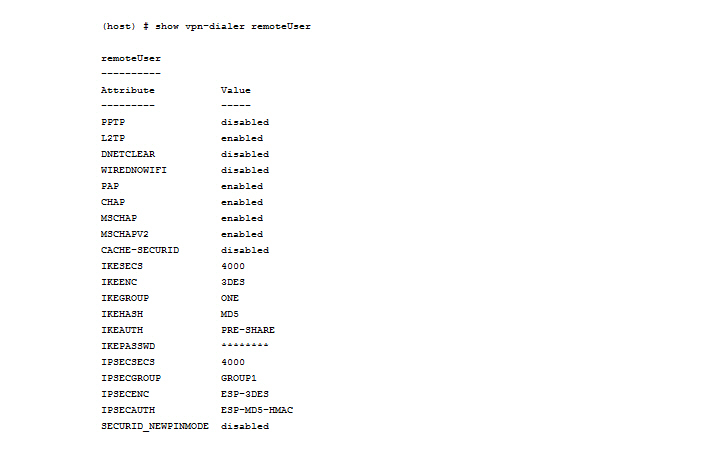 (host) # show vpn-dialer remoteUser
remoteUser
----------
Attribute Value
--------- -----
PPTP disabled
L2TP enabled
DNETCLEAR disabled
WIREDNOWIFI disabled
PAP enabled
CHAP enabled
MSCHAP enabled
MSCHAPV2 enabled
CACHE-SECURID disabled
IKESECS 4000
IKEENC 3DES
IKEGROUP ONE
IKEHASH MD5
IKEAUTH PRE-SHARE
IKEPASSWD ********
IPSECSECS 4000
IPSECGROUP GROUP1
IPSECENC ESP-3DES
IPSECAUTH ESP-MD5-HMAC
SECURID_NEWPINMODE disabled